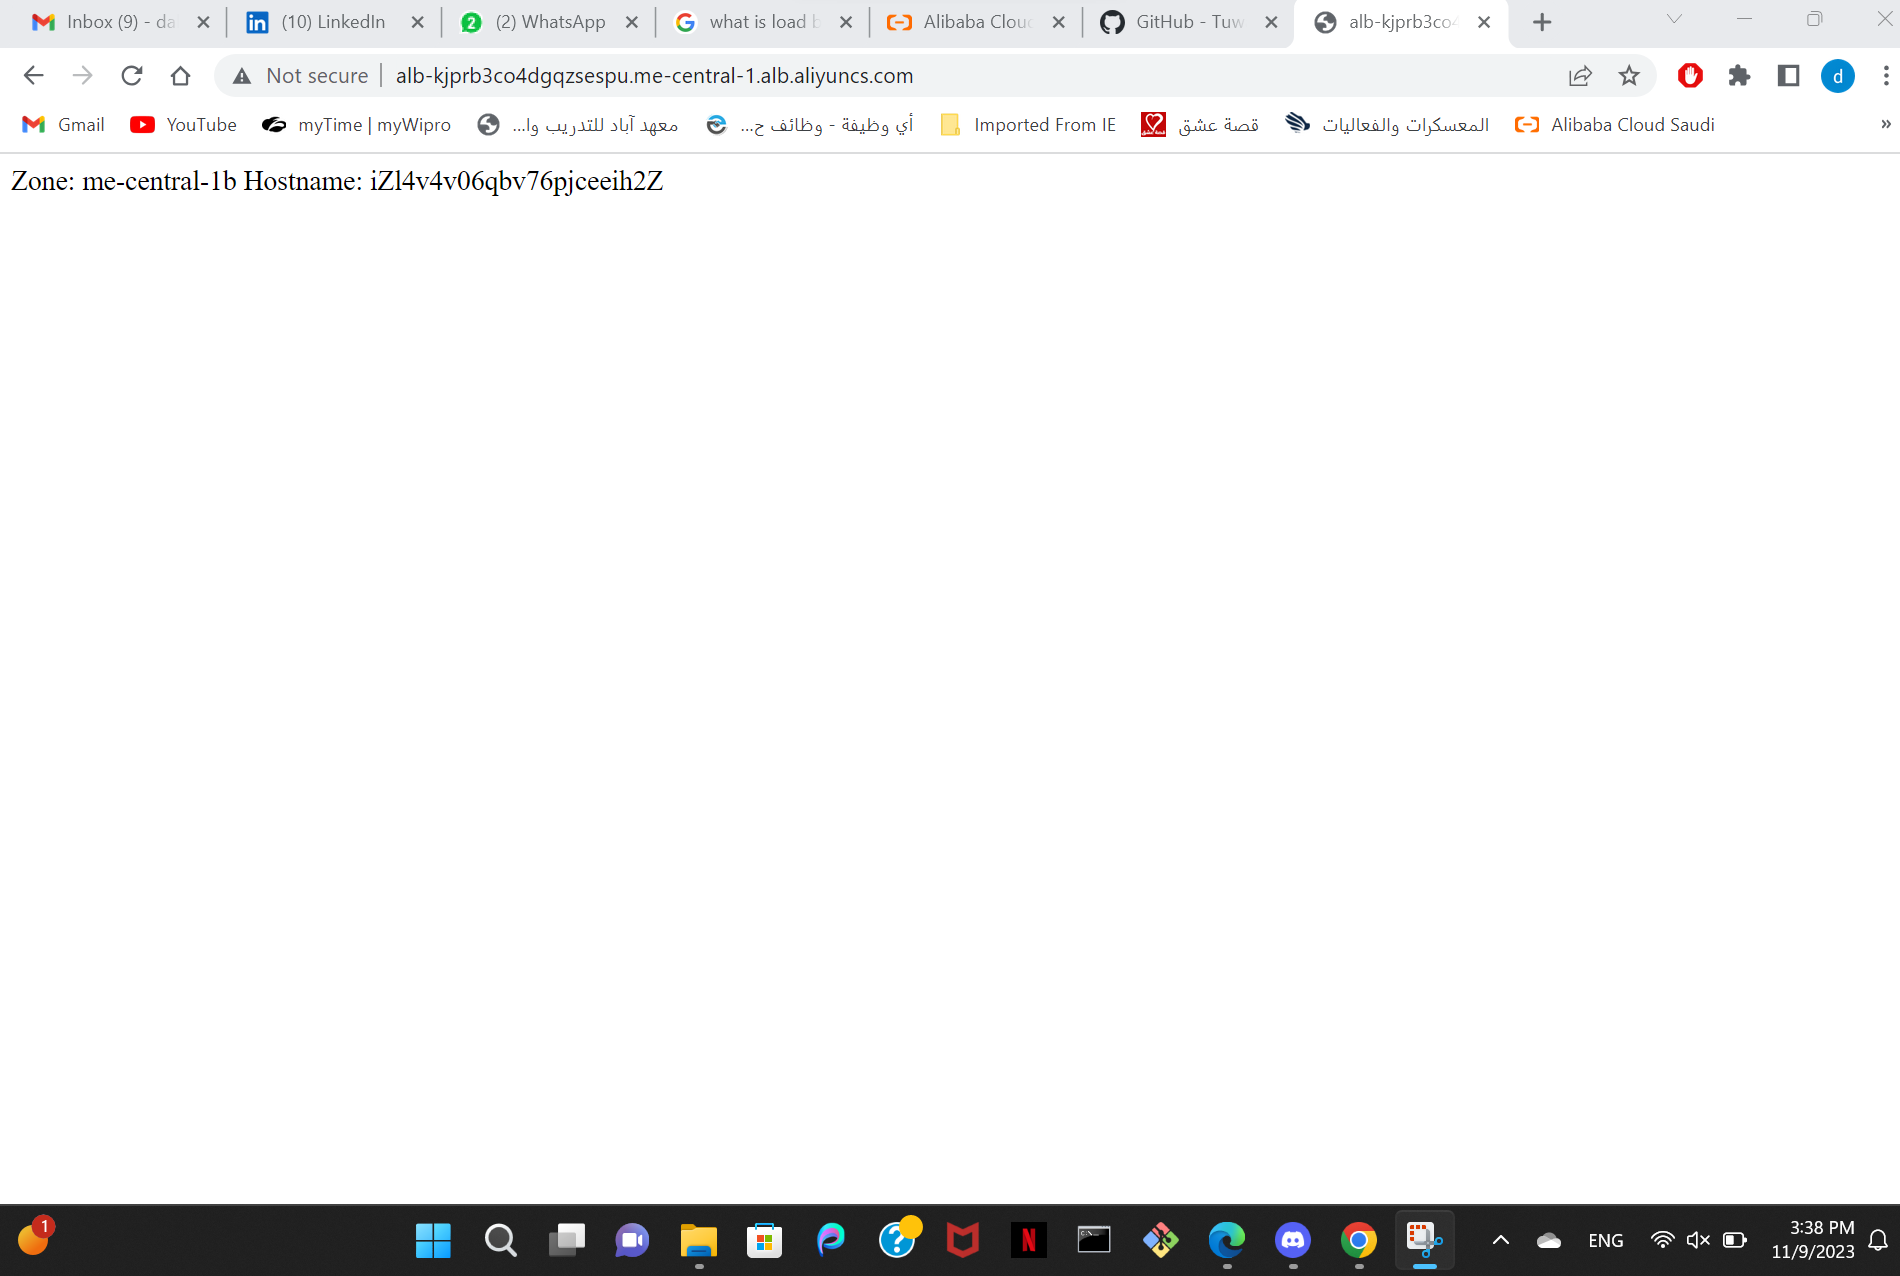 Inbox (9) - da
(10) LinkedIn
2
(2) WhatsApp
what is load b
Alibaba Clou
GitHub - Tuw
alb-kjprb3co4
Not secure
alb-kjprb3co4dgqzsespu.me-central-1.alb.aliyuncs.com
d
Gmail
YouTube
myTime | myWipro
معهد آباد للتدريب وا...
أي وظيفة - وظائف ح...
Imported From IE
قصة عشق
المعسكرات والفعاليات
Alibaba Cloud Saudi
»
Zone: me-central-1b Hostname: iZl4v4v06qbv76pjceeih2Z
1
ENG
3:38 PM
11/9/2023